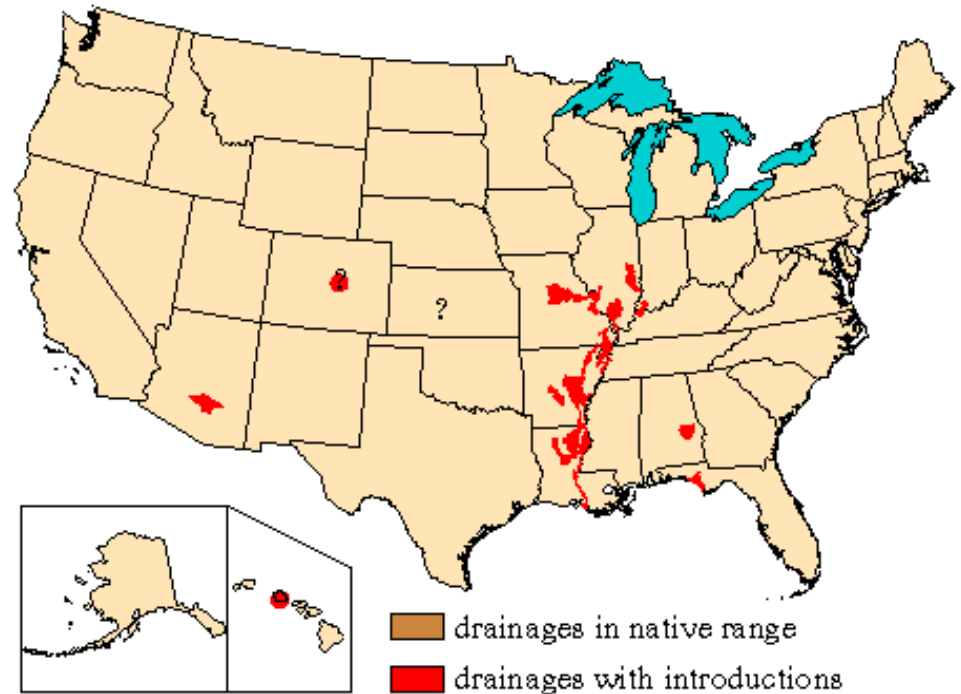 ?
?
drainages in native range
drainages with introductions